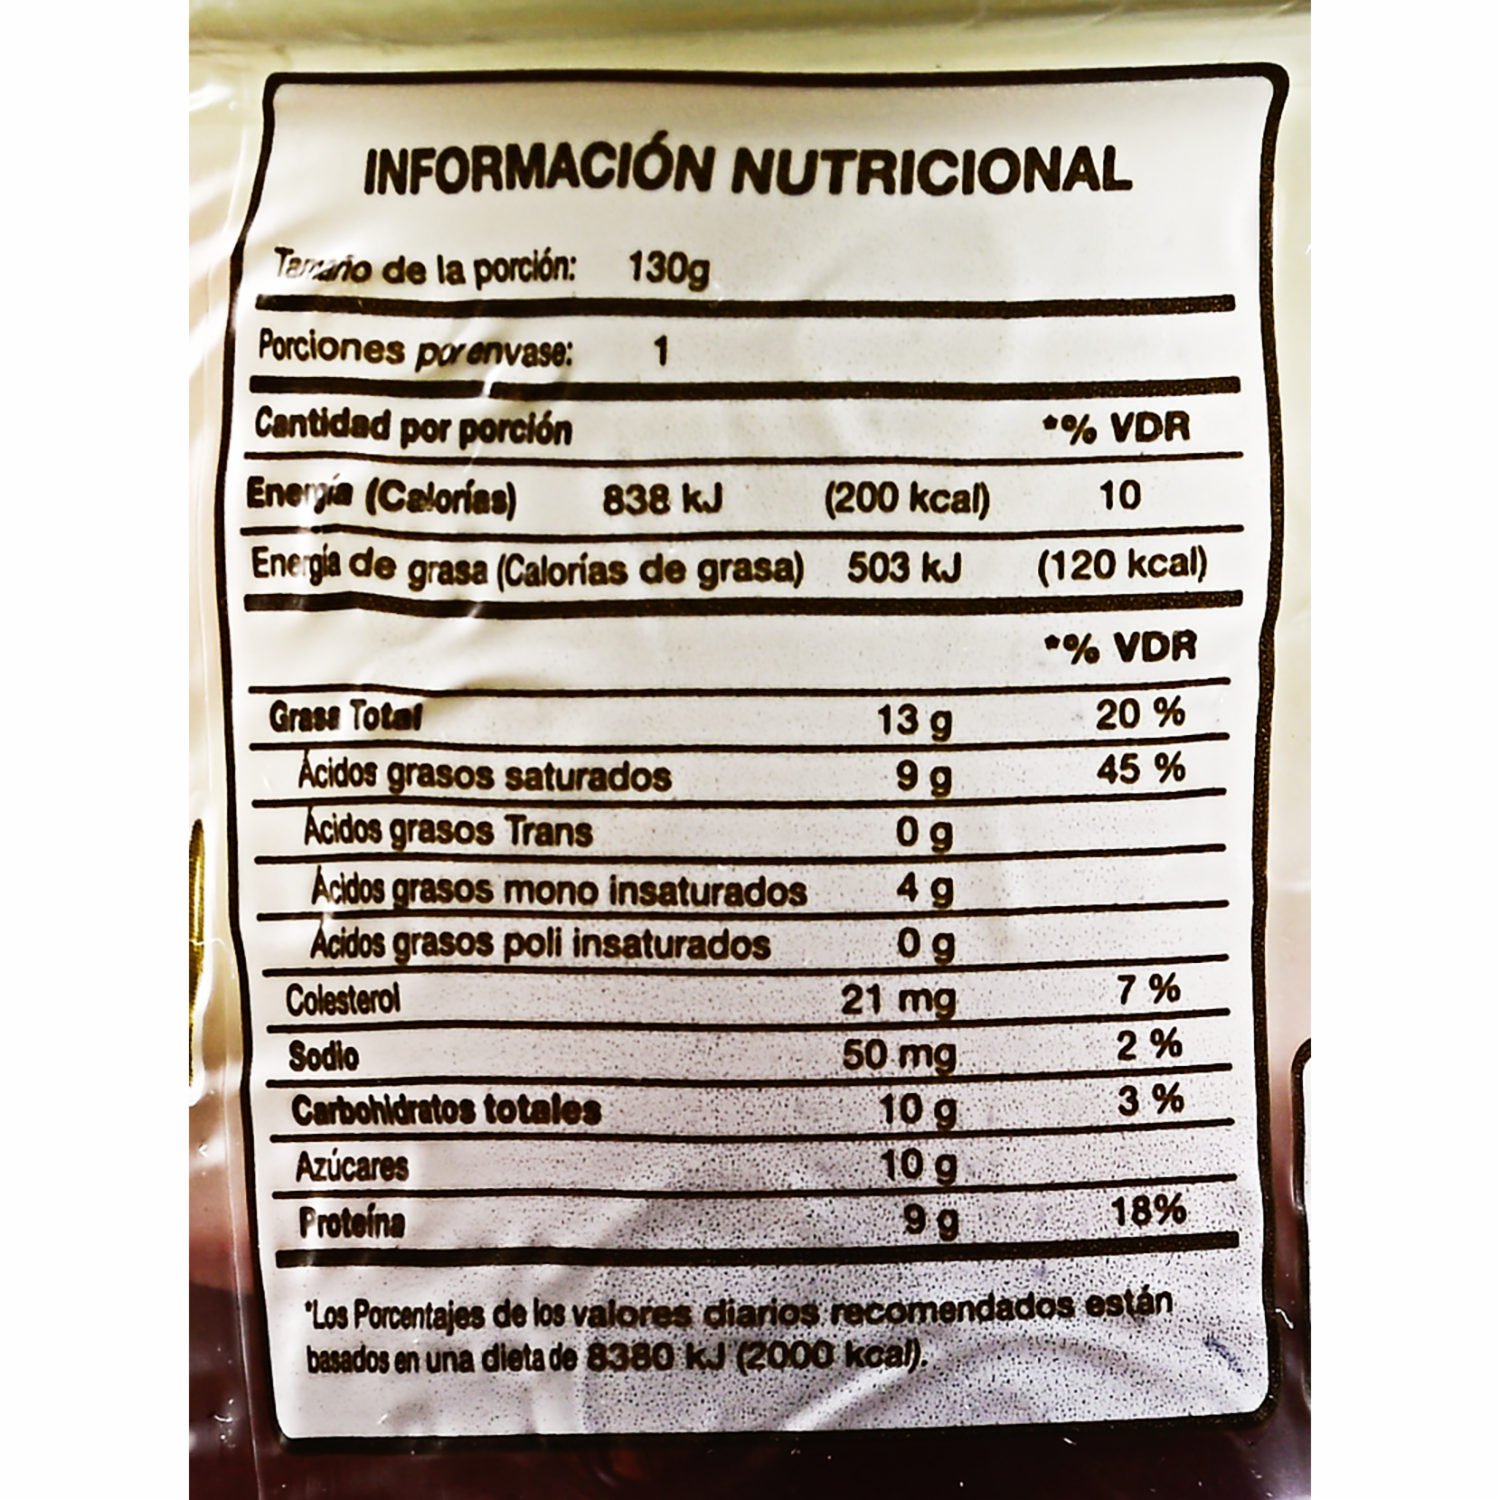 INFORMACIÓN NUTRICIONAL
Tamaño de la porción: 130g
Porciones por envase: 1
Cantidad por porción *% VDR
Energía (Calorías) 838 kJ (200 kcal) 10
Energía de grasa (Calorías de grasa) 503 kJ (120 kcal)
*% VDR
Grasa Total 13 g 20 %
Ácidos grasos saturados 9 g 45 %
Ácidos grasos Trans 0 g
Ácidos grasos mono insaturados 4 g
Ácidos grasos poli insaturados 0 g
Colesterol 21 mg 7 %
Sodio 50 mg 2 %
Carbohidratos totales 10 g 3 %
Azúcares 10 g
Proteína 9 g 18%
*Los Porcentajes de los valores diarios recomendados están
basados en una dieta de 8380 kJ (2000 kcal).